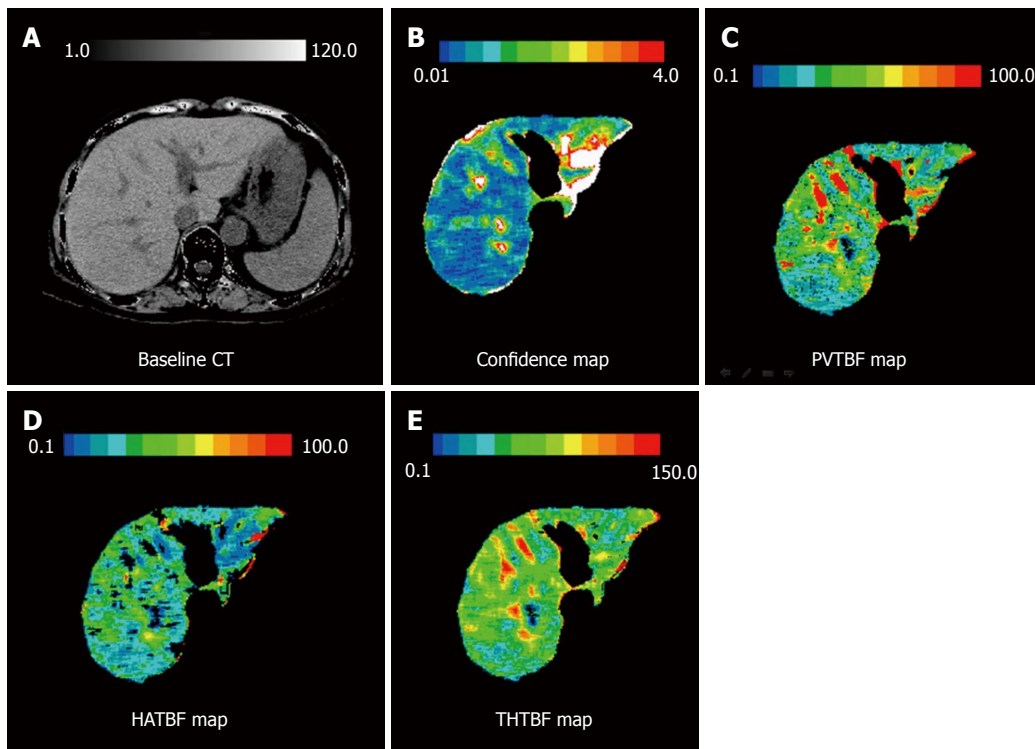 A
1.0
120.0
Baseline CT
B
0.01
4.0
Confidence map
C
0.1
100.0
PVTBF map
D
0.1
100.0
HATBF map
E
0.1
150.0
THTBF map